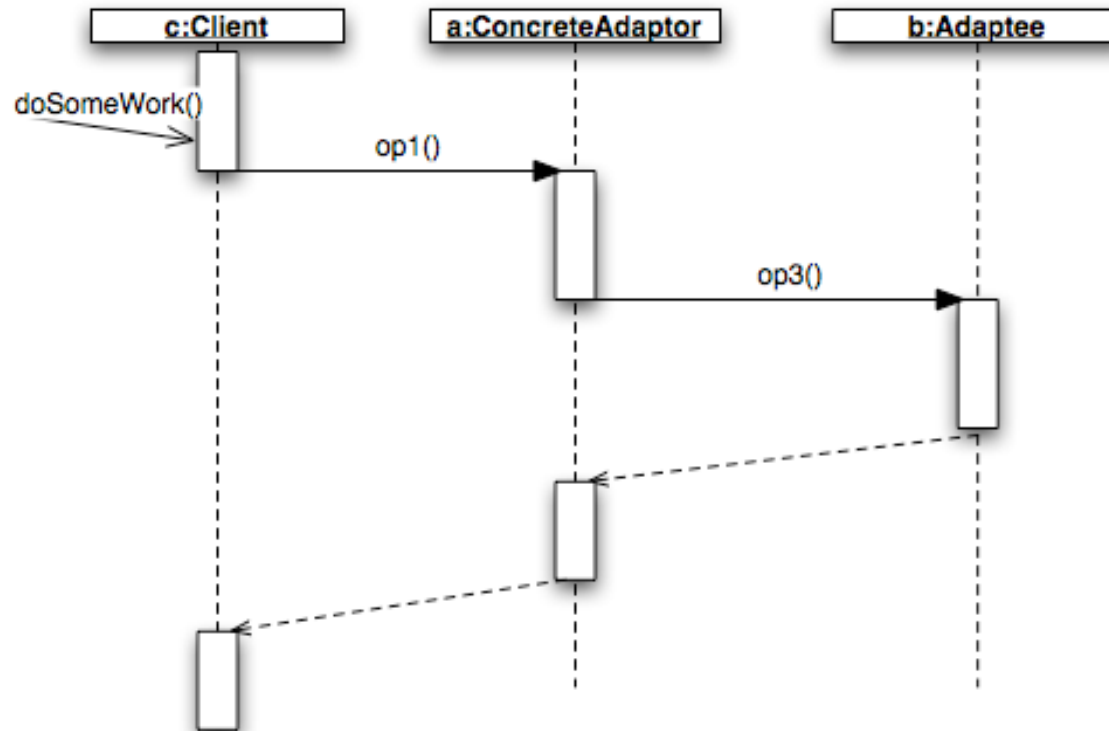 c:Client
a:ConcreteAdaptor
b:Adaptee
doSomeWork()
op1()
op3()